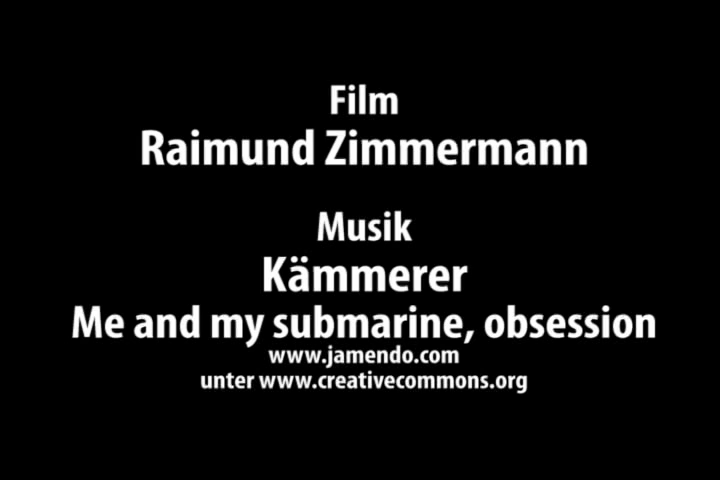 Film
Raimund Zimmermann
Musik
Kämmerer
Me and my submarine, obsession
www.jamendo.com
unter www.creativecommons.org